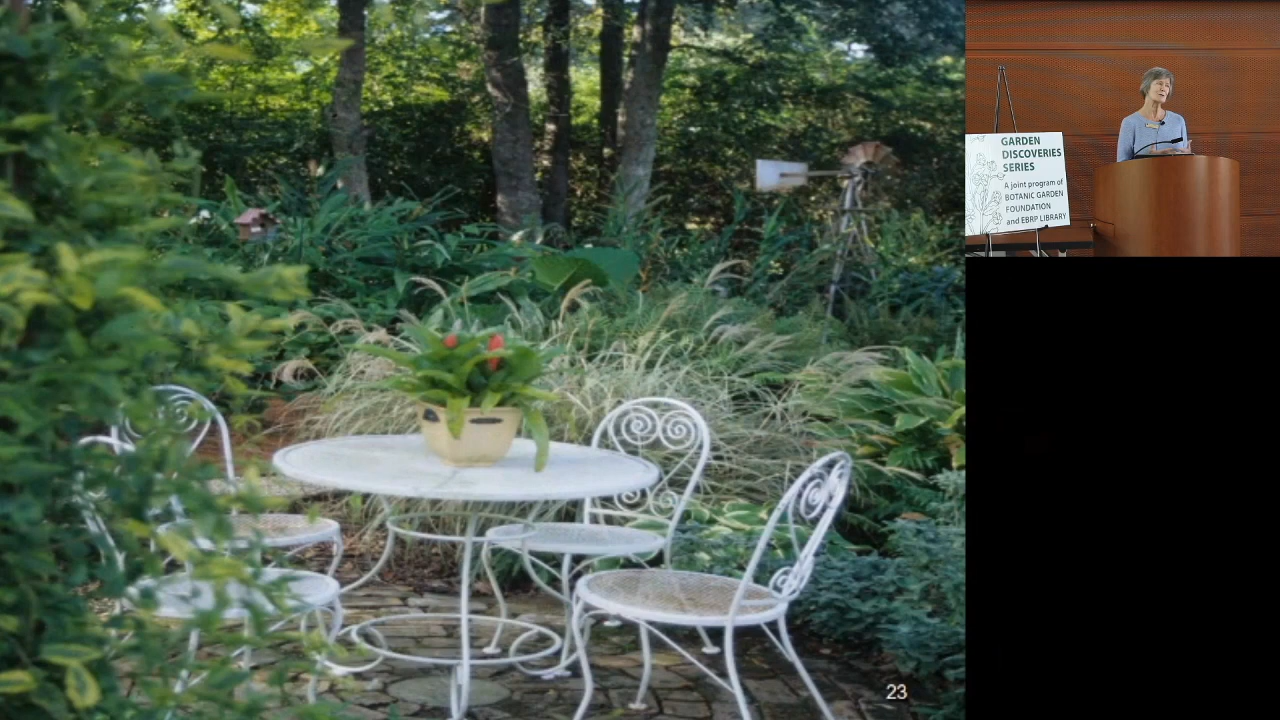 GARDEN
DISCOVERIES
SERIES
A joint program of
BOTANIC GARDEN
FOUNDATION
and EBRP LIBRARY
23